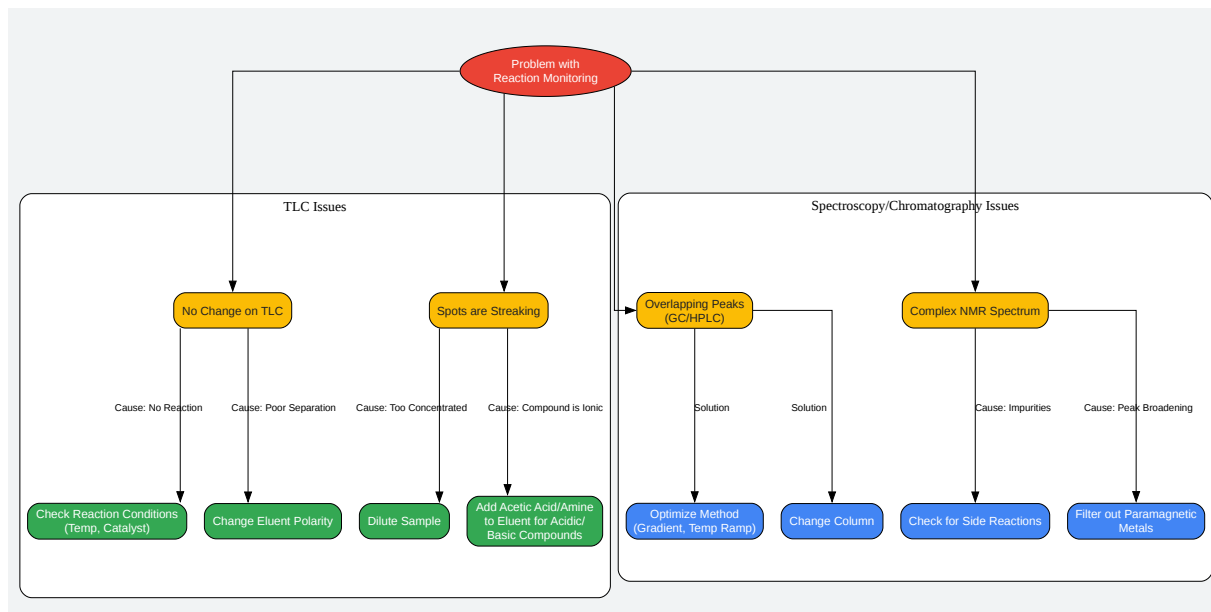 Problem with
Reaction Monitoring
TLC Issues
Spectroscopy/Chromatography Issues
No Change on TLC
Spots are Streaking
Overlapping Peaks
(GC/HPLC)
Complex NMR Spectrum
Cause: No Reaction
Cause: Poor Separation
Cause: Too Concentrated
Cause: Compound is Ionic
Solution
Solution
Cause: Impurities
Cause: Peak Broadening
Check Reaction Conditions
(Temp, Catalyst)
Change Eluent Polarity
Dilute Sample
Add Acetic Acid/Amine
to Eluent for Acidic/
Basic Compounds
Optimize Method
(Gradient, Temp Ramp)
Change Column
Check for Side Reactions
Filter out Paramagnetic
Metals